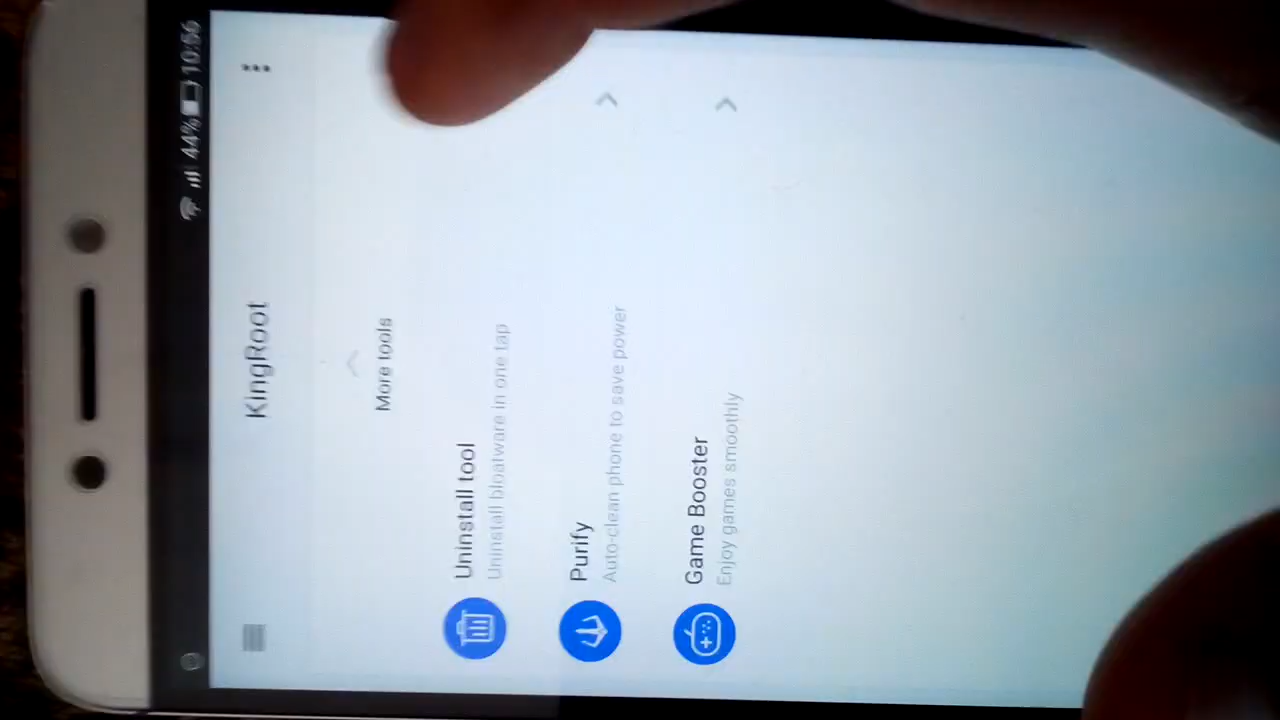 44% 10:56
KingRoot
More tools
Uninstall tool
Uninstall bloatware in one tap
Purify
Auto-clean phone to save power
Game Booster
Enjoy games smoothly